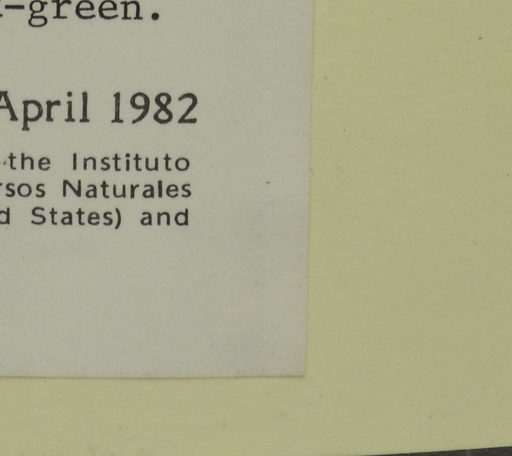 -green.
April 1982
the Instituto
rsos Naturales
d States) and